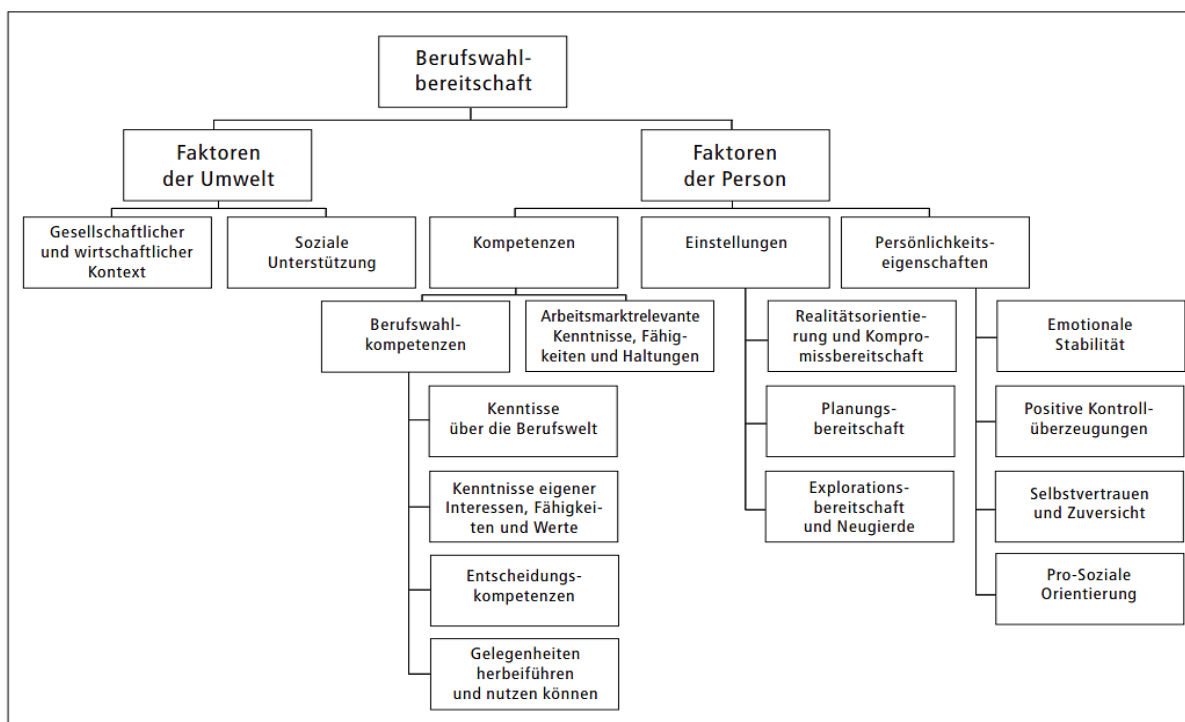 Berufswahl-
bereitschaft
Faktoren
der Umwelt
Faktoren
der Person
Gesellschaftlicher
und wirtschaftlicher
Kontext
Soziale
Unterstützung
Kompetenzen
Einstellungen
Persönlichkeits-
eigenschaften
Berufswahl-
kompetenzen
Arbeitsmarktrelevante
Kenntnisse, Fähig-
keiten und Haltungen
Realitätsorientie-
rung und Kompro-
missbereitschaft
Emotionale
Stabilität
Kenntisse
über die Berufswelt
Planungs-
bereitschaft
Positive Kontroll-
überzeugungen
Kenntnisse eigener
Interessen, Fähigkei-
ten und Werte
Explorations-
bereitschaft
und Neugierde
Selbstvertrauen
und Zuversicht
Entscheidungs-
kompetenzen
Pro-Soziale
Orientierung
Gelegenheiten
herbeiführen
und nutzen können